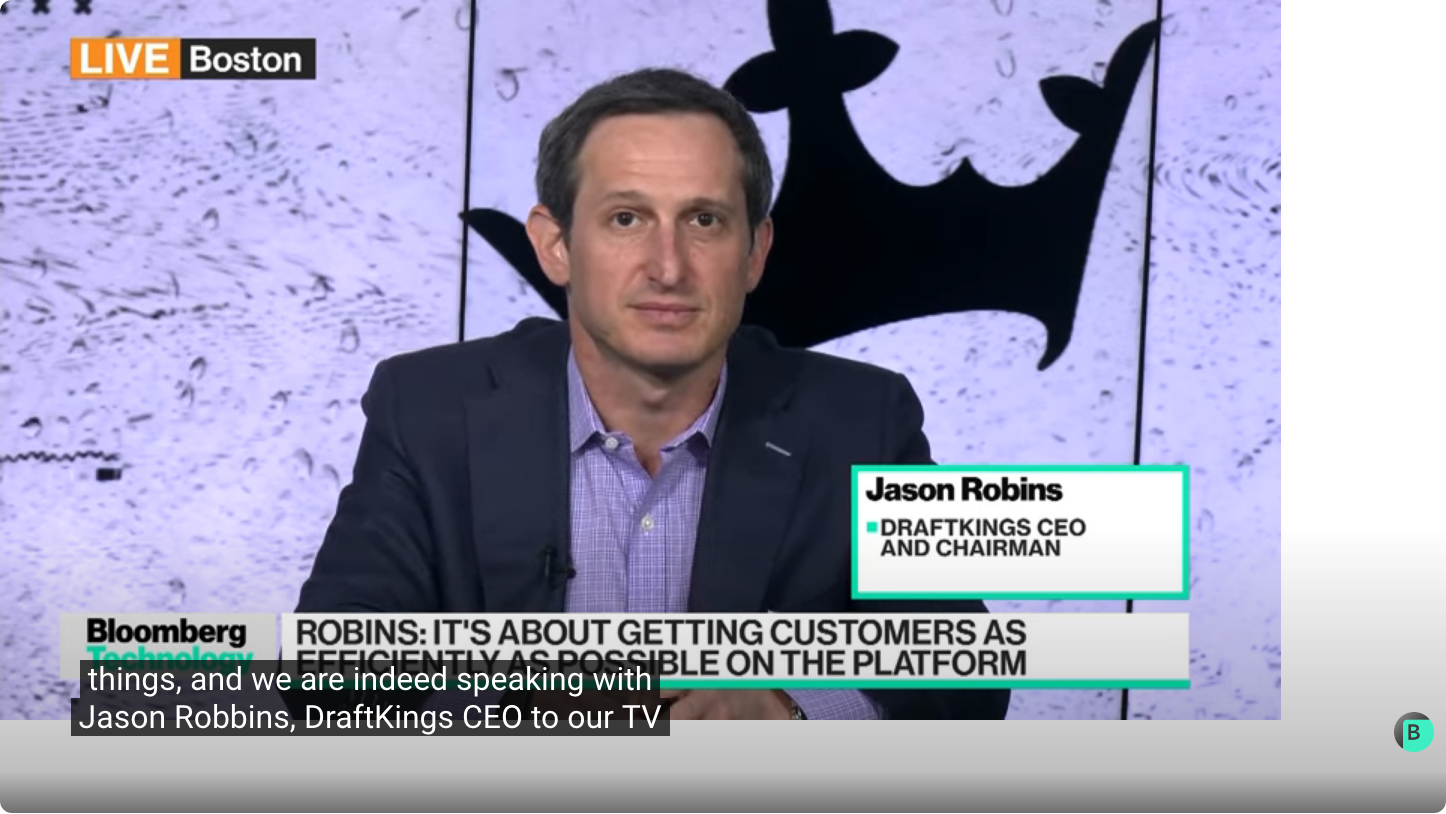 LIVE Boston
Jason Robins
DRAFTKINGS CEO
AND CHAIRMAN
Bloomberg
Technology
ROBINS: IT'S ABOUT GETTING CUSTOMERS AS
EFFICIENTLY AS POSSIBLE ON THE PLATFORM
things, and we are indeed speaking with
Jason Robbins, DraftKings CEO to our TV
B